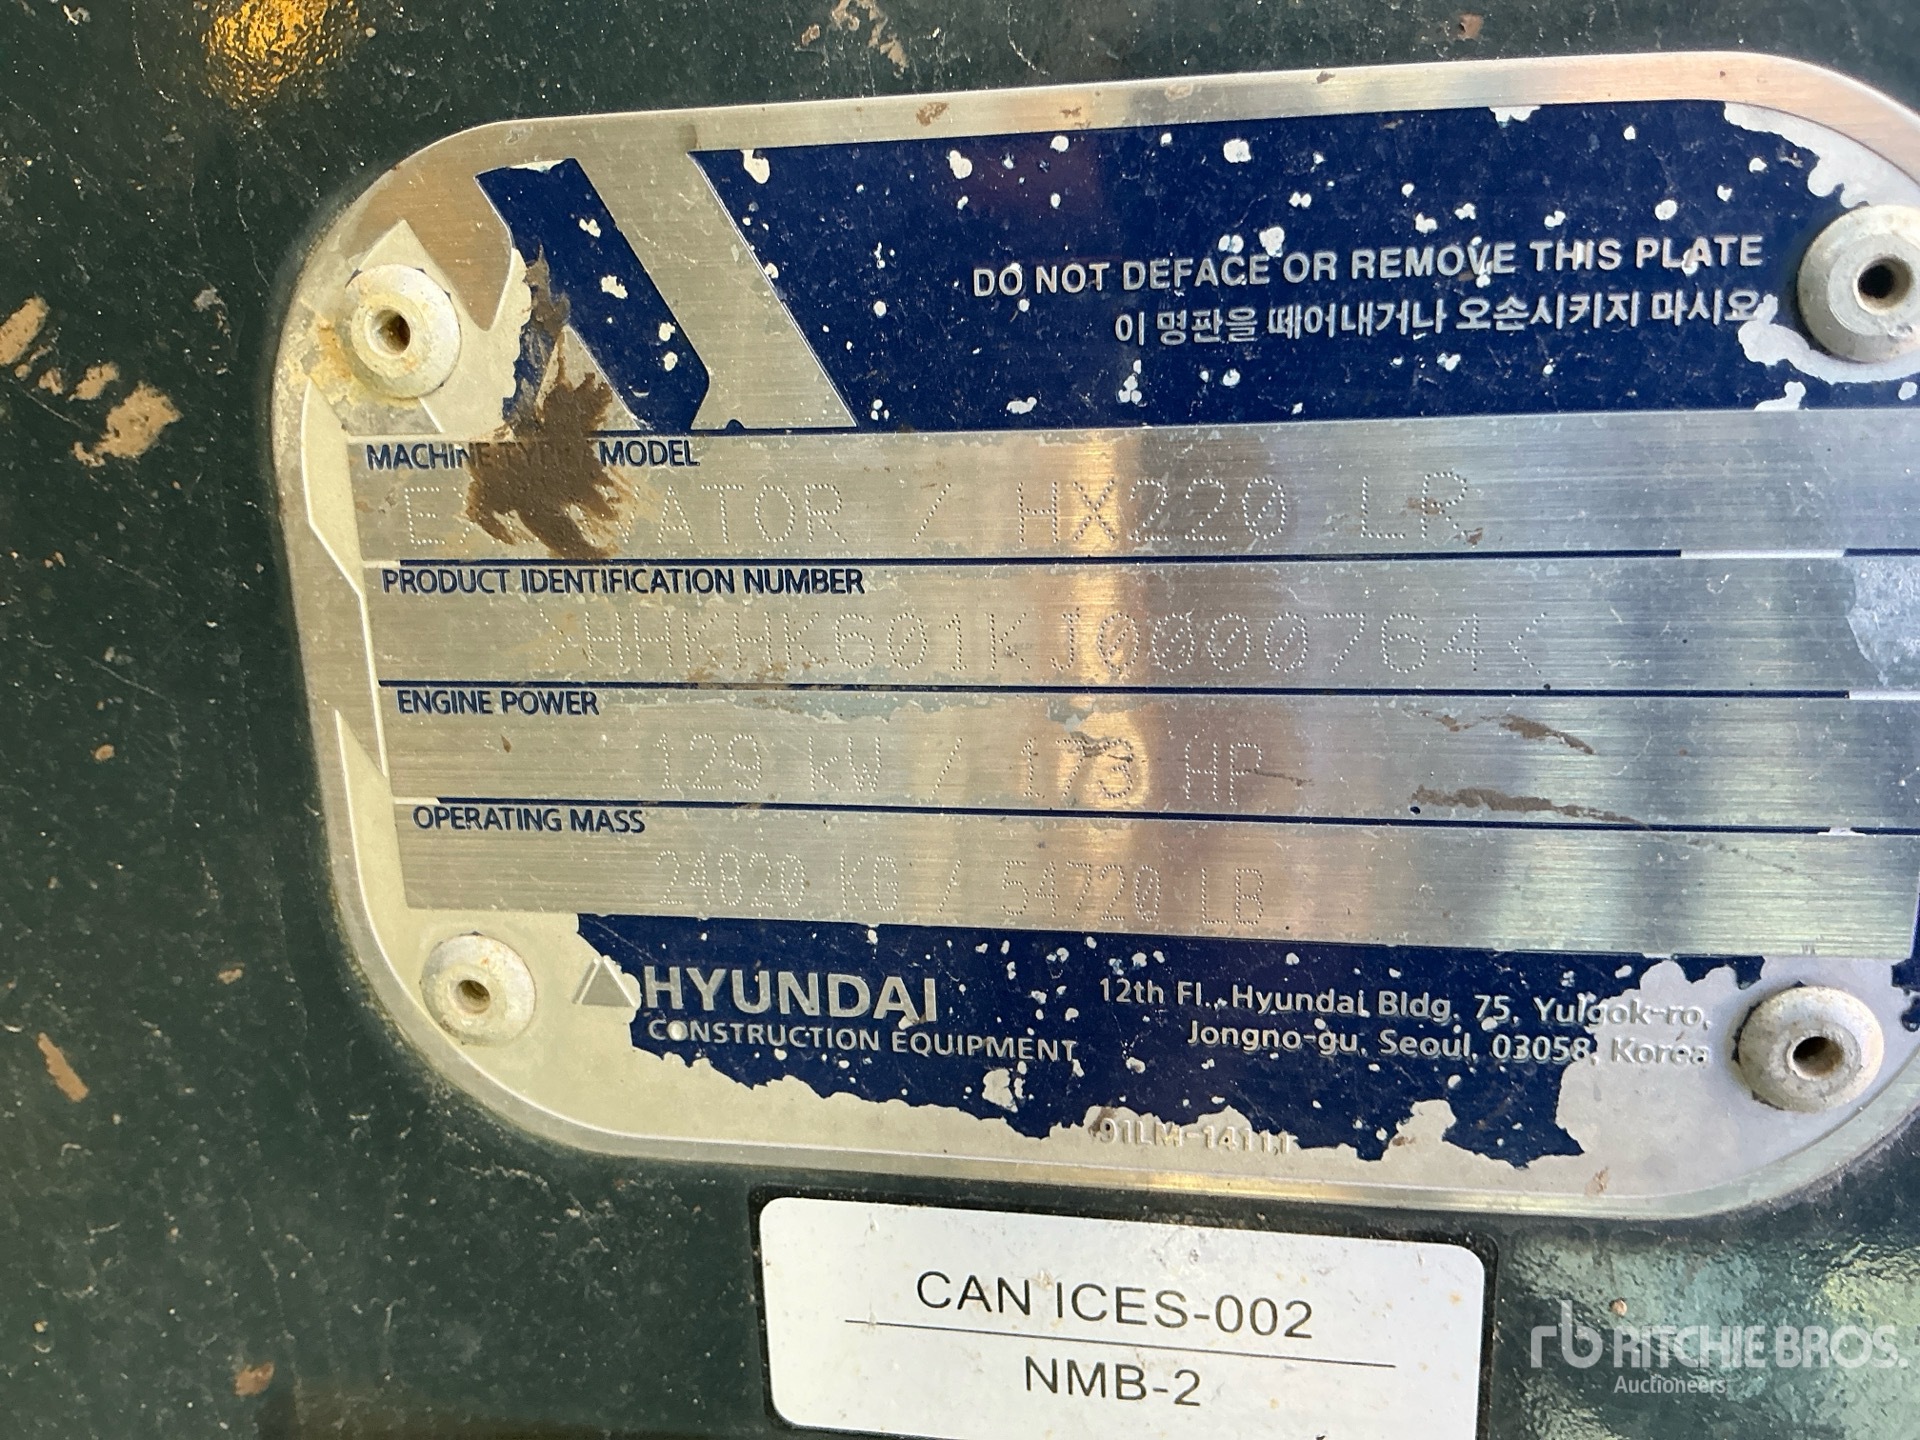 DO NOT DEFACE OR REMOVE THIS PLATE
이 명판을 떼어내거나 오손시키지 마시오
MACHINE TYPE / MODEL
EXCAVATOR / HX220 LR
PRODUCT IDENTIFICATION NUMBER
>HHKHK601KJ0000764<
ENGINE POWER
129 kW / 173 HP
OPERATING MASS
24820 KG / 54720 LB
HYUNDAI
CONSTRUCTION EQUIPMENT
12th Fl., Hyundai Bldg. 75, Yulgok-ro,
Jongno-gu, Seoul, 03058, Korea
91LM-14111
CAN ICES-002
NMB-2
rb RITCHIE BROS.
Auctioneers